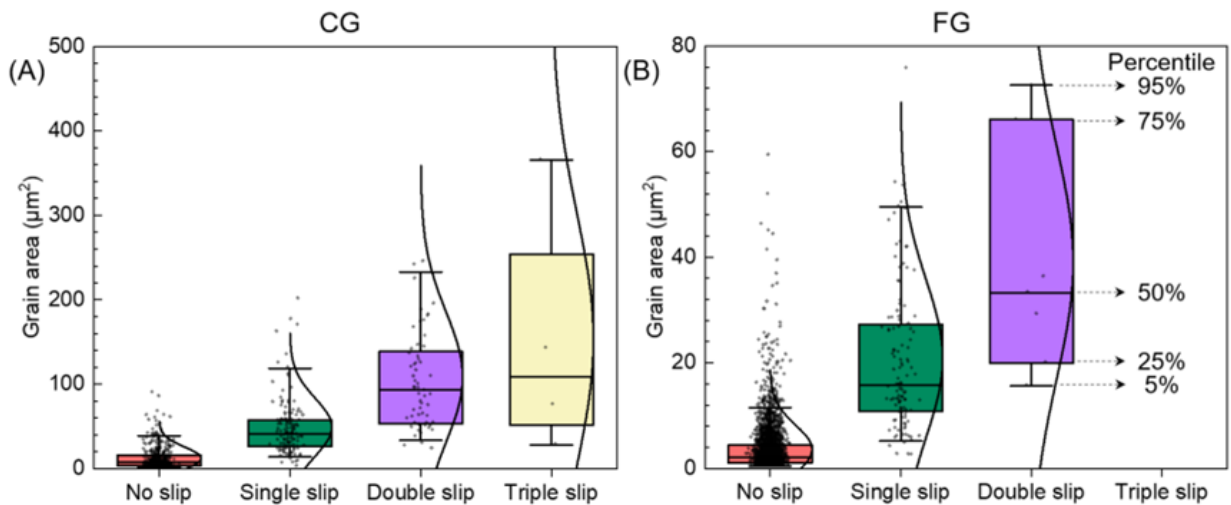 CG
FG
(A)
500
400
300
200
100
0
Grain area (µm²)
No slip
Single slip
Double slip
Triple slip
(B)
80
60
40
20
0
Grain area (µm²)
Percentile
95%
75%
50%
25%
5%
No slip
Single slip
Double slip
Triple slip